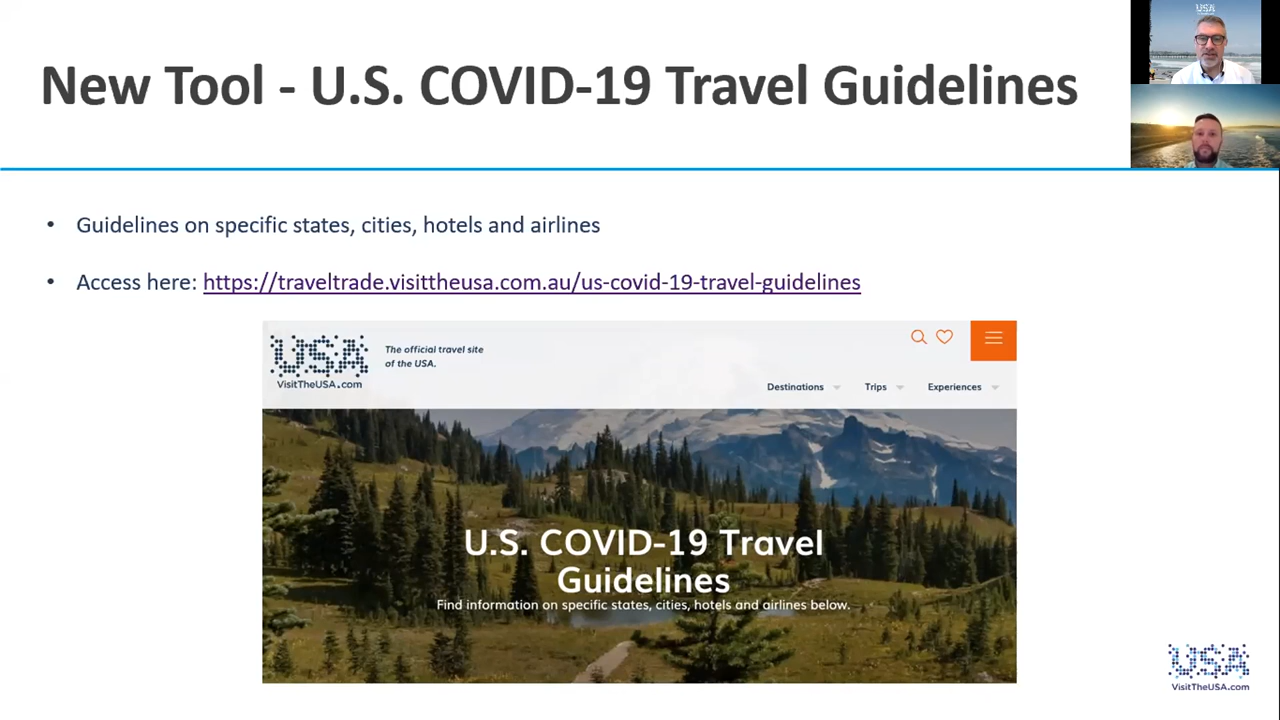 USA
New Tool - U.S. COVID-19 Travel Guidelines
• Guidelines on specific states, cities, hotels and airlines
• Access here: https://traveltrade.visittheusa.com.au/us-covid-19-travel-guidelines
USA
VisitTheUSA.com
The official travel site
of the USA.
Destinations
Trips
Experiences
U.S. COVID-19 Travel
Guidelines
Find information on specific states, cities, hotels and airlines below.
USA
VisitTheUSA.com